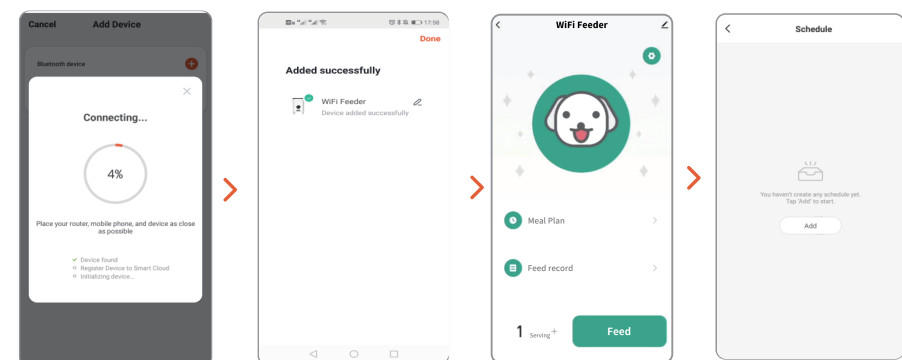 Cancel Add Device
Bluetooth device
Connecting...
4%
Place your router, mobile phone, and device as close
as possible
Device found
Register Device to Smart Cloud
Initializing device...
17:58
Done
Added successfully
WiFi Feeder
Device added successfully
WiFi Feeder
Meal Plan
Feed record
1 Serving +
Feed
Schedule
You haven't create any schedule yet.
Tap 'Add' to start.
Add